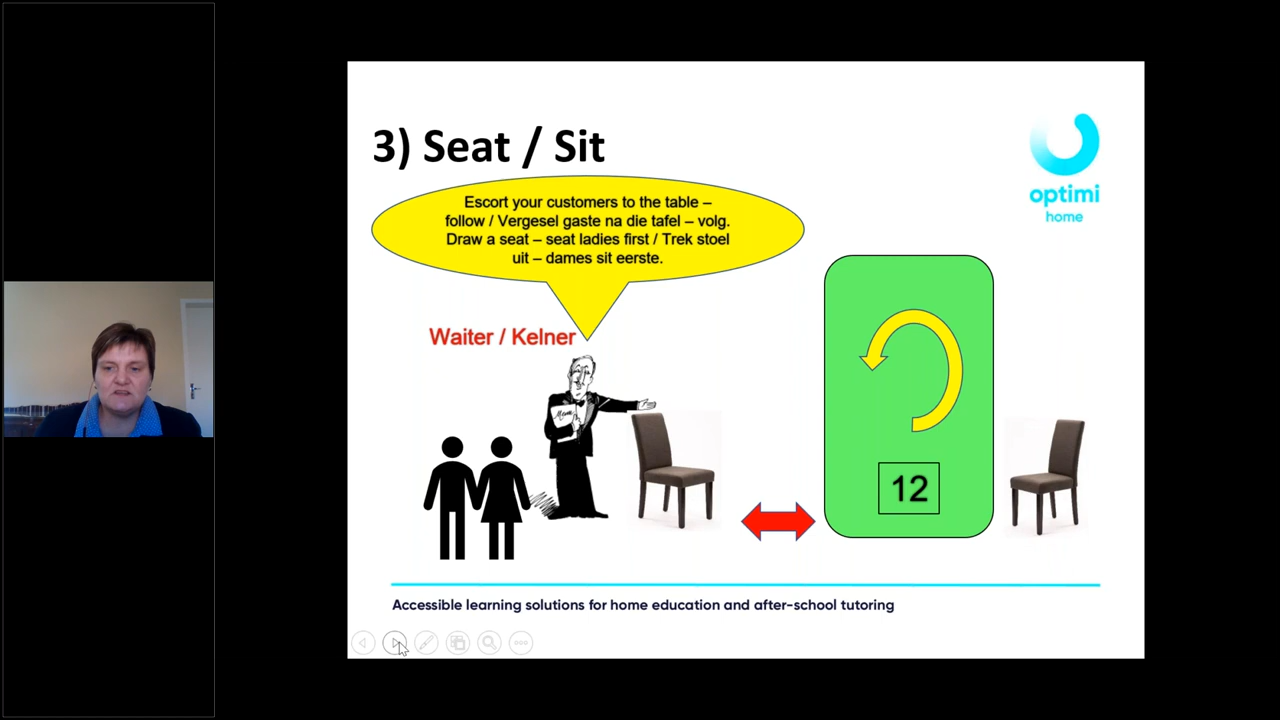 3) Seat / Sit
Escort your customers to the table –
follow / Vergesel gaste na die tafel – volg.
Draw a seat – seat ladies first / Trek stoel
uit – dames sit eerste.
optimi
home
Waiter / Kelner
Menu
12
Accessible learning solutions for home education and after-school tutoring